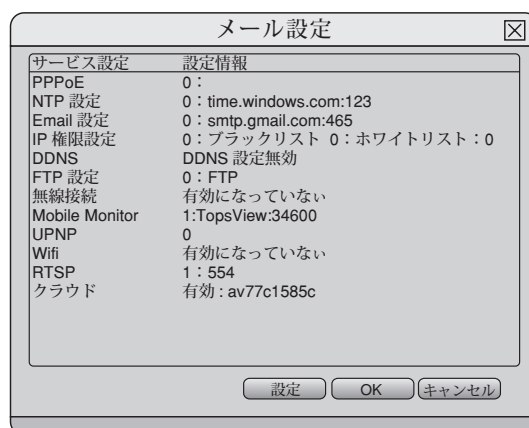 メール設定
サービス設定 設定情報
PPPoE 0：
NTP 設定 0：time.windows.com:123
Email 設定 0：smtp.gmail.com:465
IP 権限設定 0：ブラックリスト 0：ホワイトリスト：0
DDNS DDNS 設定無効
FTP 設定 0：FTP
無線接続 有効になっていない
Mobile Monitor 1:TopsView:34600
UPNP 0
Wifi 有効になっていない
RTSP 1：554
クラウド 有効 : av77c1585c
設定 OK キャンセル